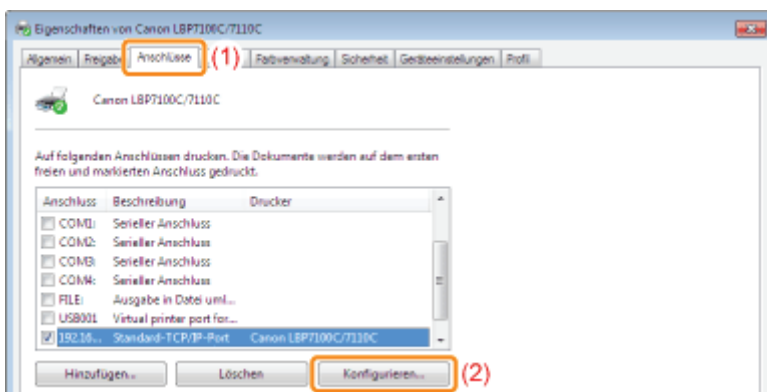 Eigenschaften von Canon LBP7100C/7110C
Allgemein Freigabe Anschlüsse (1) Farbverwaltung Sicherheit Geräteeinstellungen Profil
Canon LBP7100C/7110C
Auf folgenden Anschlüssen drucken. Die Dokumente werden auf dem ersten
freien und markierten Anschluss gedruckt.
Anschluss Beschreibung Drucker
COM1: Serieller Anschluss
COM2: Serieller Anschluss
COM3: Serieller Anschluss
COM4: Serieller Anschluss
FILE: Ausgabe in Datei uml...
USB001 Virtual printer port for...
192.16... Standard-TCP/IP-Port Canon LBP7100C/7110C
Hinzufügen... Löschen Konfigurieren... (2)